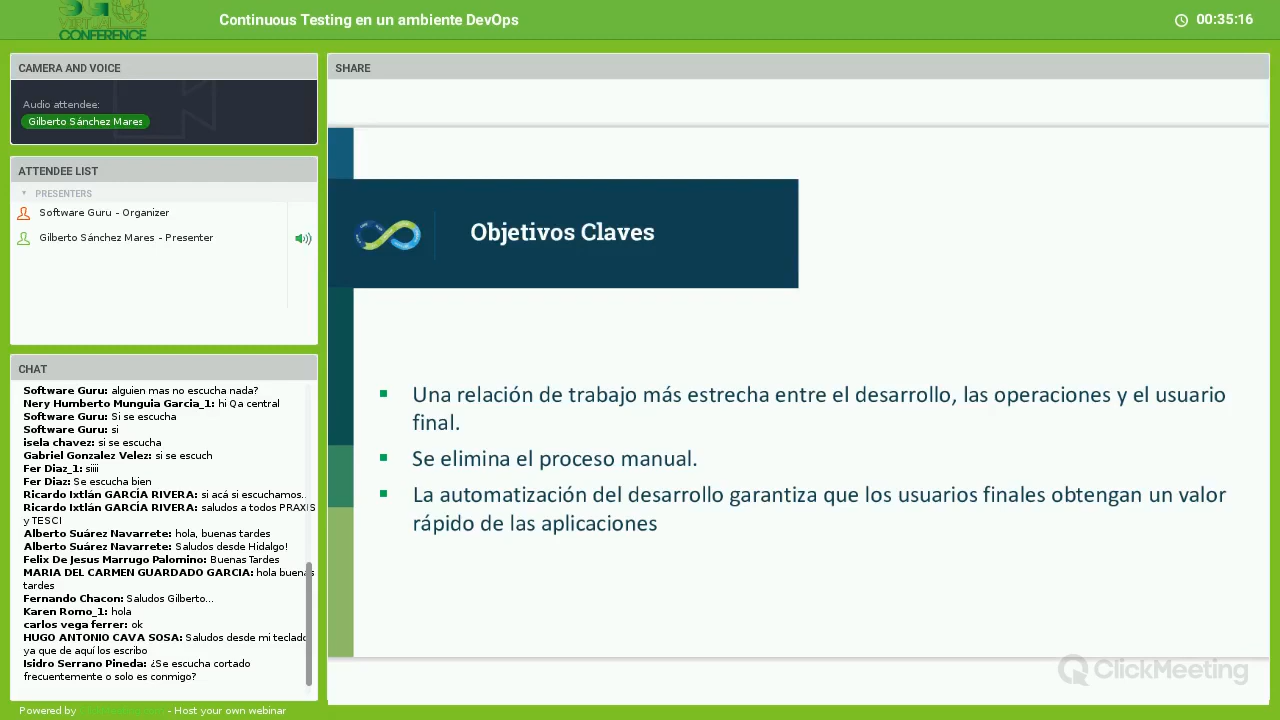 SG
VIRTUAL
CONFERENCE
Continuous Testing en un ambiente DevOps
00:35:16
CAMERA AND VOICE
Audio attendee:
Gilberto Sánchez Mares
ATTENDEE LIST
PRESENTERS
Software Guru - Organizer
Gilberto Sánchez Mares - Presenter
CHAT
Software Guru: alguien mas no escucha nada?
Nery Humberto Munguia Garcia_1: hi Qa central
Software Guru: Si se escucha
Software Guru: si
isela chavez: si se escucha
Gabriel Gonzalez Velez: si se escuch
Fer Diaz_1: siiii
Fer Diaz: Se escucha bien
Ricardo Ixtlán GARCÍA RIVERA: si acá si escuchamos..
Ricardo Ixtlán GARCÍA RIVERA: saludos a todos PRAXIS
y TESCI
Alberto Suárez Navarrete: hola, buenas tardes
Alberto Suárez Navarrete: Saludos desde Hidalgo!
Felix De Jesus Marrugo Palomino: Buenas Tardes
MARIA DEL CARMEN GUARDADO GARCIA: hola buenas
tardes
Fernando Chacon: Saludos Gilberto...
Karen Romo_1: hola
carlos vega ferrer: ok
HUGO ANTONIO CAVA SOSA: Saludos desde mi teclado
ya que de aquí los escribo
Isidro Serrano Pineda: ¿Se escucha cortado
frecuentemente o solo es conmigo?
Powered by - Host your own webinar
SHARE
Objetivos Claves
Una relación de trabajo más estrecha entre el desarrollo, las operaciones y el usuario
final.
Se elimina el proceso manual.
La automatización del desarrollo garantiza que los usuarios finales obtengan un valor
rápido de las aplicaciones
ClickMeeting